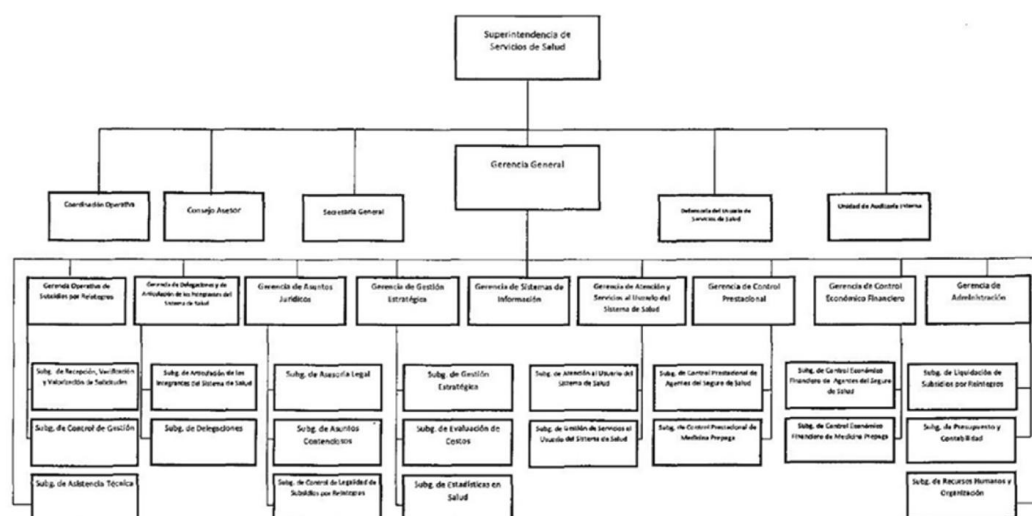 Superintendencia de
Servicios de Salud
Gerencia General
Coordinación Operativa
Consejo Asesor
Secretaría General
Defensoría del Usuario de
Servicios de Salud
Unidad de Auditoría Interna
Gerencia Operativa de
Subsidios por Reintegros
Gerencia de Delegaciones y de
Articulación de los Integrantes del
Sistema de Salud
Gerencia de Asuntos
Jurídicos
Gerencia de Gestión
Estratégica
Gerencia de Sistemas de
Información
Gerencia de Atención y
Servicios al Usuario del
Sistema de Salud
Gerencia de Control
Prestacional
Gerencia de Control
Económico Financiero
Gerencia de
Administración
Subg. de Recepción, Verificación
y Valorización de Solicitudes
Subg. de Articulación de los
Integrantes del Sistema de Salud
Subg. de Asesoría Legal
Subg. de Gestión
Estratégica
Subg. de Atención al Usuario del
Sistema de Salud
Subg. de Control Prestacional de
Agentes del Seguro de Salud
Subg. de Control Económico
Financiero de Agentes del Seguro
de Salud
Subg. de Liquidación de
Subsidios por Reintegros
Subg. de Control de Gestión
Subg. de Delegaciones
Subg. de Asuntos
Contenciosos
Subg. de Evaluación de
Costos
Subg. de Gestión de Servicios al
Usuario del Sistema de Salud
Subg. de Control Prestacional de
Medicina Prepaga
Subg. de Control Económico
Financiero de Medicina Prepaga
Subg. de Presupuesto y
Contabilidad
Subg. de Asistencia Técnica
Subg. de Control de Legalidad de
Subsidios por Reintegros
Subg. de Estadísticas en
Salud
Subg. de Recursos Humanos y
Organización